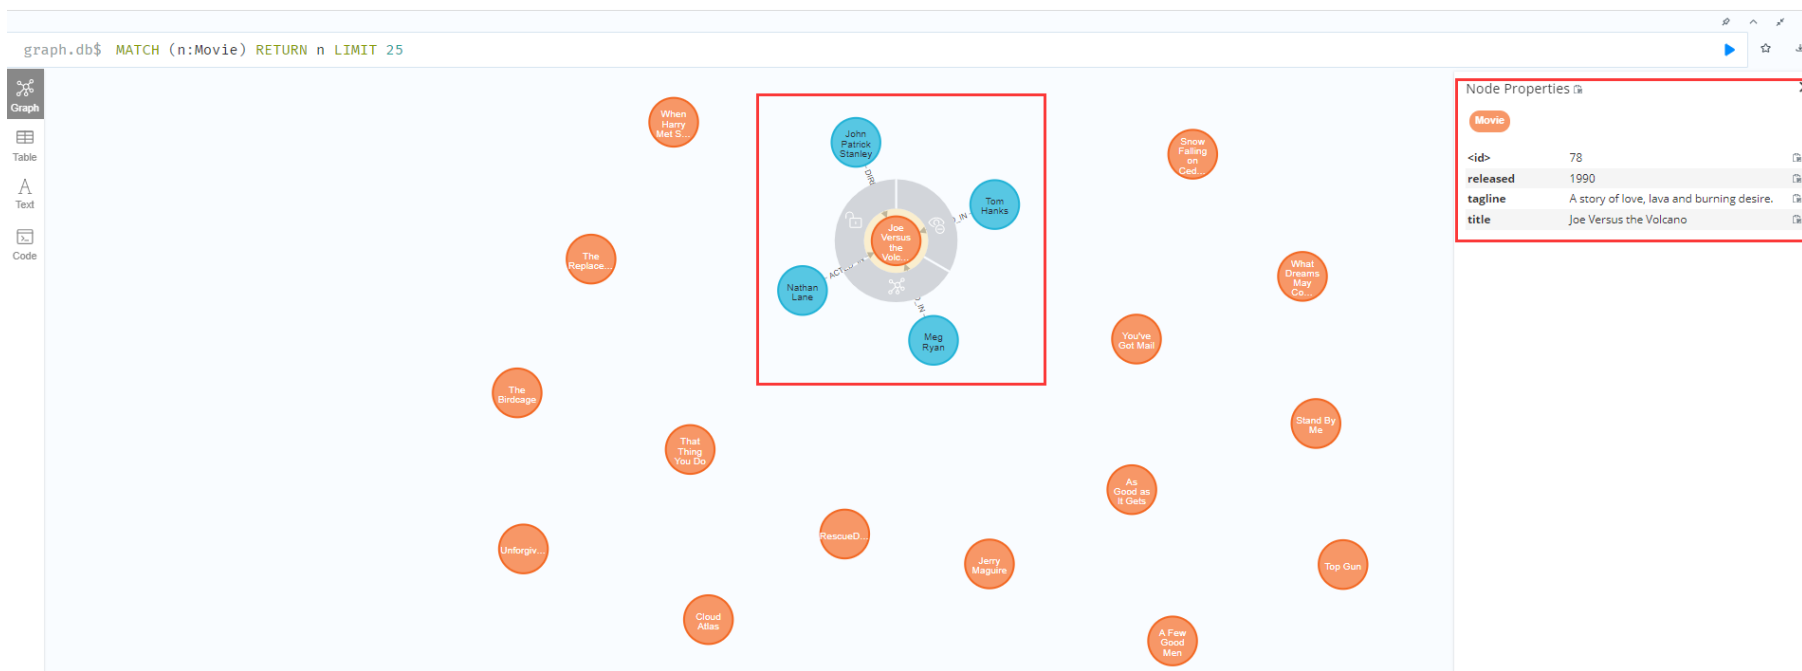 graph.db$ MATCH (n:Movie) RETURN n LIMIT 25
Graph
Table
Text
Code
When
Harry
Met S...
John
Patrick
Stanley
DIRE
Snow
Falling
on
Ced...
Tom
Hanks
_IN
Joe
Versus
the
Volc...
The
Replace...
ACTED_IN
Nathan
Lane
What
Dreams
May
Co...
_IN
Meg
Ryan
You've
Got Mail
The
Birdcage
Stand By
Me
That
Thing
You Do
As
Good as
It Gets
Unforgiv...
RescueD...
Jerry
Maguire
Top Gun
Cloud
Atlas
A Few
Good
Men
Node Properties
Movie
<id> 78
released 1990
tagline A story of love, lava and burning desire.
title Joe Versus the Volcano